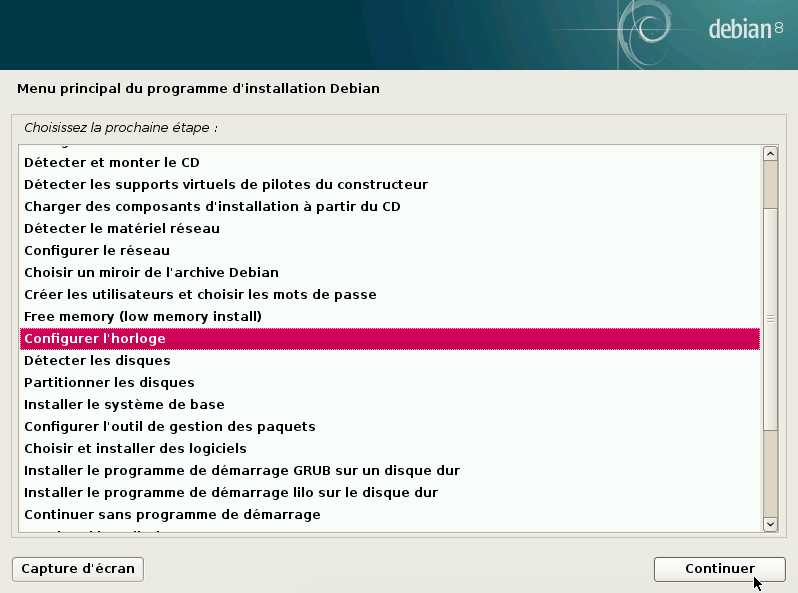 debian 8
Menu principal du programme d'installation Debian
Choisissez la prochaine étape :
Détecter et monter le CD
Détecter les supports virtuels de pilotes du constructeur
Charger des composants d'installation à partir du CD
Détecter le matériel réseau
Configurer le réseau
Choisir un miroir de l'archive Debian
Créer les utilisateurs et choisir les mots de passe
Free memory (low memory install)
Configurer l'horloge
Détecter les disques
Partitionner les disques
Installer le système de base
Configurer l'outil de gestion des paquets
Choisir et installer des logiciels
Installer le programme de démarrage GRUB sur un disque dur
Installer le programme de démarrage lilo sur le disque dur
Continuer sans programme de démarrage
Capture d'écran
Continuer